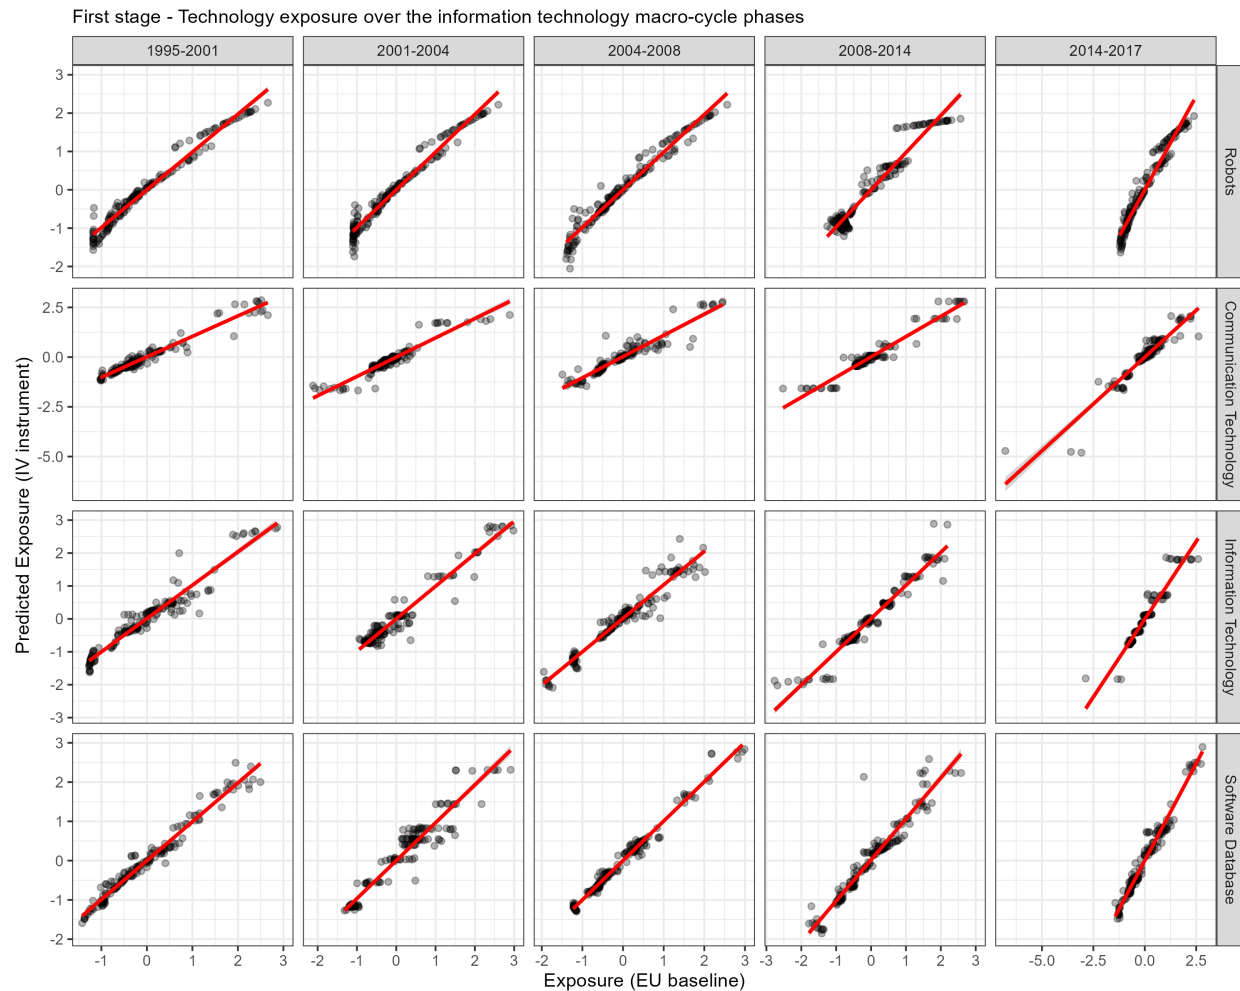 First stage - Technology exposure over the information technology macro-cycle phases
1995-2001 2001-2004 2004-2008 2008-2014 2014-2017
3
2
1
0
-1
-2
Robots
2.5
0.0
-2.5
-5.0
Communication Technology
3
2
1
0
-1
-2
-3
Information Technology
3
2
1
0
-1
-2
Software Database
Predicted Exposure (IV instrument)
-1 0 1 2 3 -2 -1 0 1 2 3 -2 -1 0 1 2 3 -3 -2 -1 0 1 2 3 -5.0 -2.5 0.0 2.5
Exposure (EU baseline)